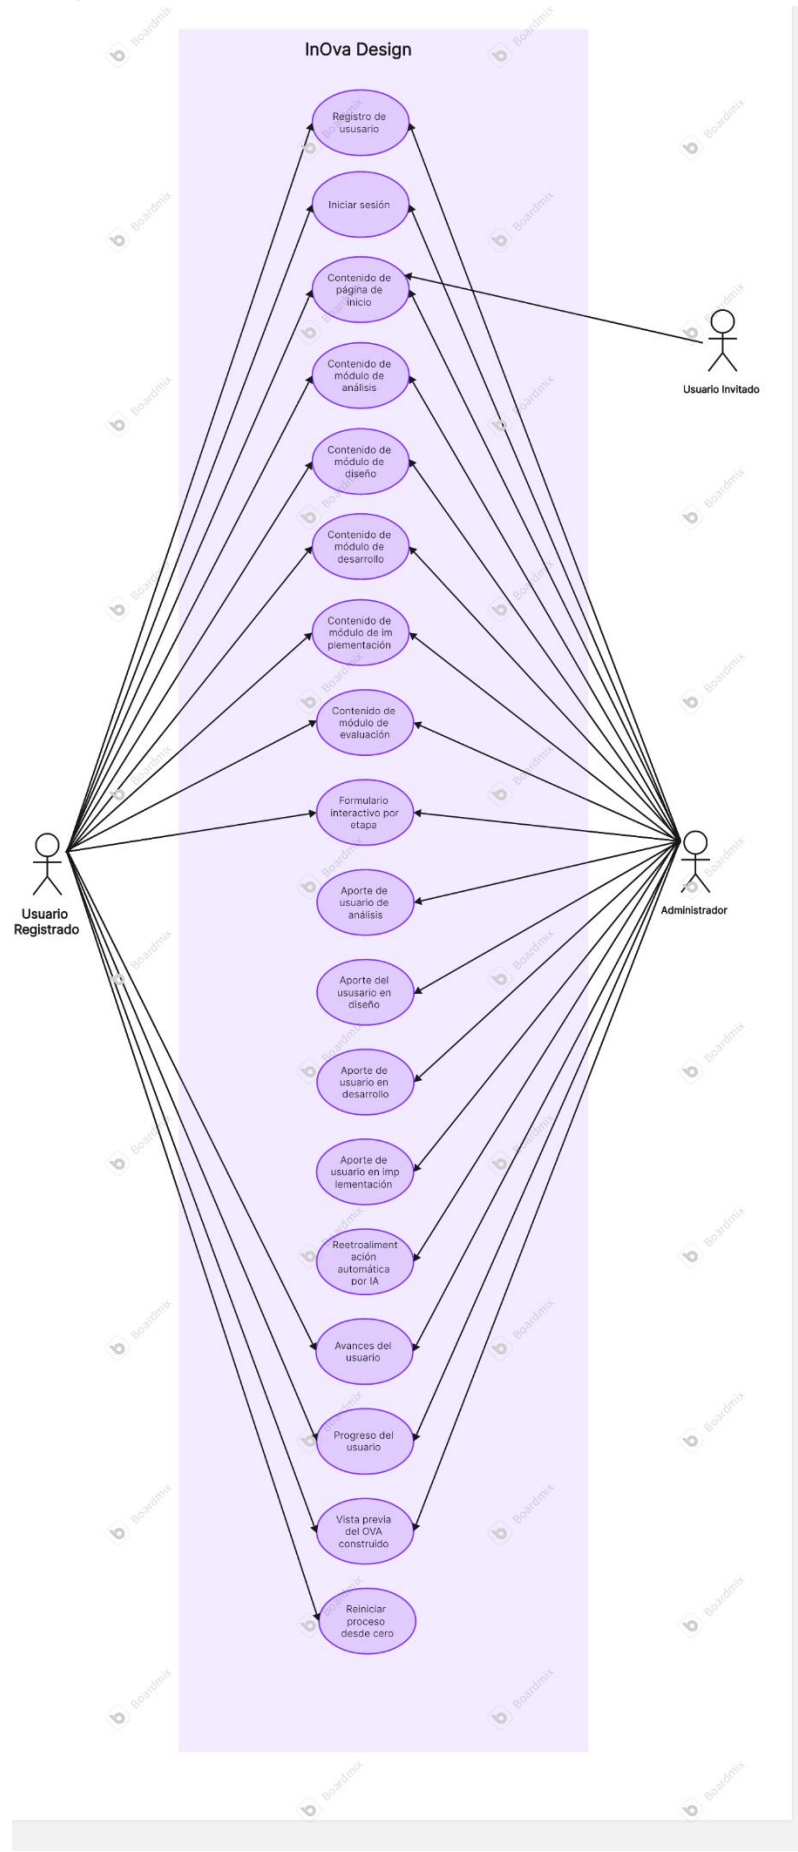 InOva Design
Registro de
ususario
Iniciar sesión
Contenido de
página de
inicio
Usuario Invitado
Contenido de
módulo de
análisis
Contenido de
módulo de
diseño
Contenido de
módulo de
desarrollo
Contenido de
módulo de im
plementación
Contenido de
módulo de
evaluación
Formulario
interactivo por
etapa
Usuario
Registrado
Administrador
Aporte de
usuario de
análisis
Aporte del
ususario en
diseño
Aporte de
usuario en
desarrollo
Aporte de
usuario en imp
lementación
Reetroaliment
ación
automática
por IA
Avances del
usuario
Progreso del
usuario
Vista previa
del OVA
construido
Reiniciar
proceso
desde cero
Boardmix